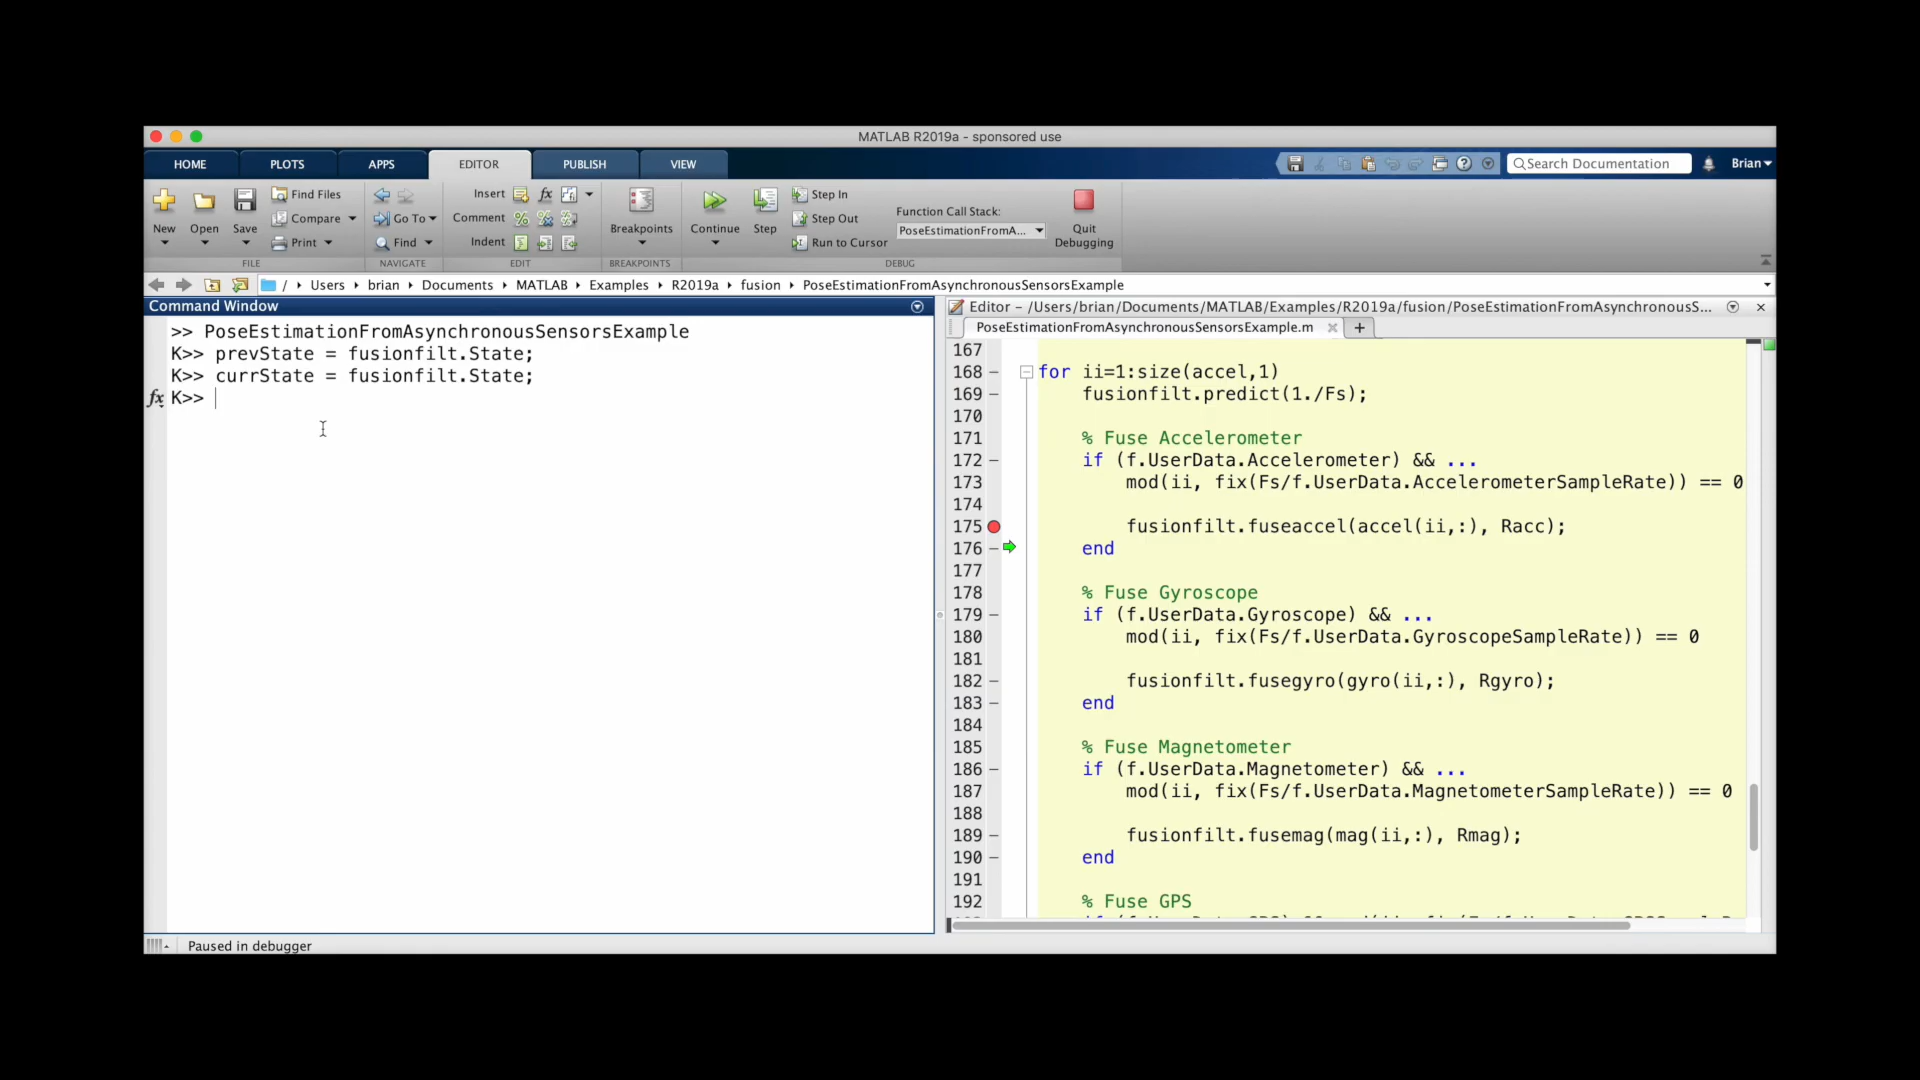 MATLAB R2019a - sponsored use
HOME PLOTS APPS EDITOR PUBLISH VIEW Search Documentation Brian
New Open Save Find Files Compare Print FILE
Go To Find NAVIGATE
Insert fx Comment Indent EDIT
Breakpoints BREAKPOINTS
Continue Step Step In Step Out Run to Cursor Function Call Stack: PoseEstimationFromA... Quit Debugging DEBUG
/ Users brian Documents MATLAB Examples R2019a fusion PoseEstimationFromAsynchronousSensorsExample
Command Window
>> PoseEstimationFromAsynchronousSensorsExample
K>> prevState = fusionfilt.State;
K>> currState = fusionfilt.State;
fx K>>
Editor – /Users/brian/Documents/MATLAB/Examples/R2019a/fusion/PoseEstimationFromAsynchronousS...
PoseEstimationFromAsynchronousSensorsExample.m
167
168 – for ii=1:size(accel,1)
169 – fusionfilt.predict(1./Fs);
170
171 % Fuse Accelerometer
172 – if (f.UserData.Accelerometer) && ...
173 mod(ii, fix(Fs/f.UserData.AccelerometerSampleRate)) == 0
174
175 fusionfilt.fuseaccel(accel(ii,:), Racc);
176 – end
177
178 % Fuse Gyroscope
179 – if (f.UserData.Gyroscope) && ...
180 mod(ii, fix(Fs/f.UserData.GyroscopeSampleRate)) == 0
181
182 – fusionfilt.fusegyro(gyro(ii,:), Rgyro);
183 – end
184
185 % Fuse Magnetometer
186 – if (f.UserData.Magnetometer) && ...
187 mod(ii, fix(Fs/f.UserData.MagnetometerSampleRate)) == 0
188
189 – fusionfilt.fusemag(mag(ii,:), Rmag);
190 – end
191
192 % Fuse GPS
Paused in debugger